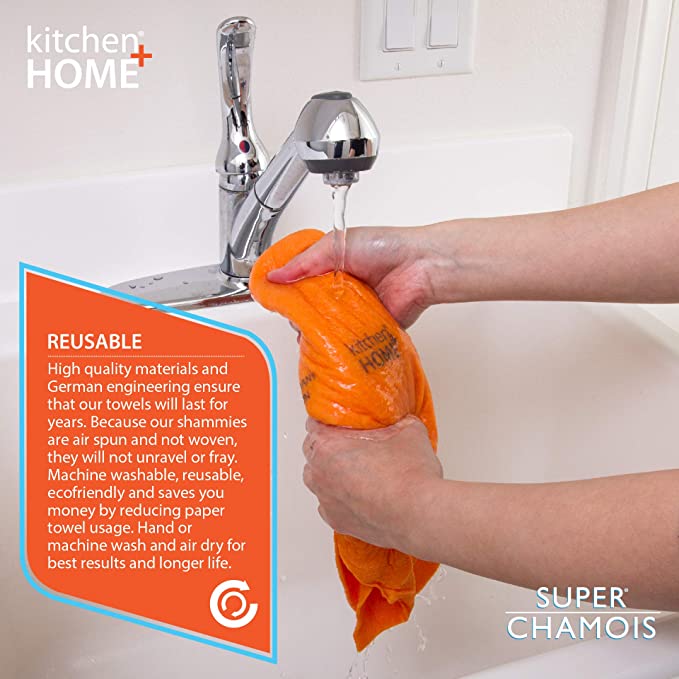 kitchen®
HOME+
REUSABLE
High quality materials and
German engineering ensure
that our towels will last for
years. Because our shammies
are air spun and not woven,
they will not unravel or fray.
Machine washable, reusable,
ecofriendly and saves you
money by reducing paper
towel usage. Hand or
machine wash and air dry for
best results and longer life.
kitchen
HOME+
SUPER®
CHAMOIS